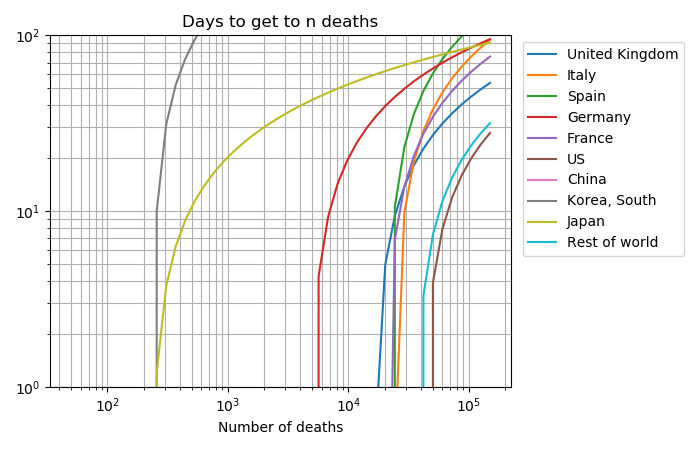 Days to get to n deaths
10²
10¹
10⁰
10²
10³
10⁴
10⁵
Number of deaths
United Kingdom
Italy
Spain
Germany
France
US
China
Korea, South
Japan
Rest of world